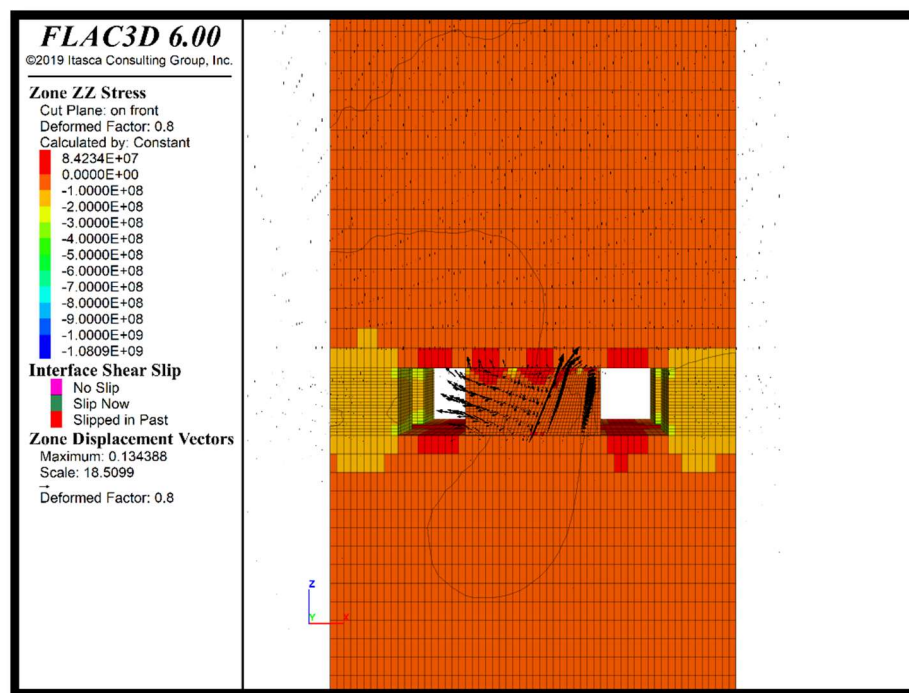 FLAC3D 6.00
©2019 Itasca Consulting Group, Inc.
Zone ZZ Stress
Cut Plane: on front
Deformed Factor: 0.8
Calculated by: Constant
8.4234E+07
0.0000E+00
-1.0000E+08
-2.0000E+08
-3.0000E+08
-4.0000E+08
-5.0000E+08
-6.0000E+08
-7.0000E+08
-8.0000E+08
-9.0000E+08
-1.0000E+09
-1.0809E+09
Interface Shear Slip
No Slip
Slip Now
Slipped in Past
Zone Displacement Vectors
Maximum: 0.134388
Scale: 18.5099
Deformed Factor: 0.8
Z
Y
X